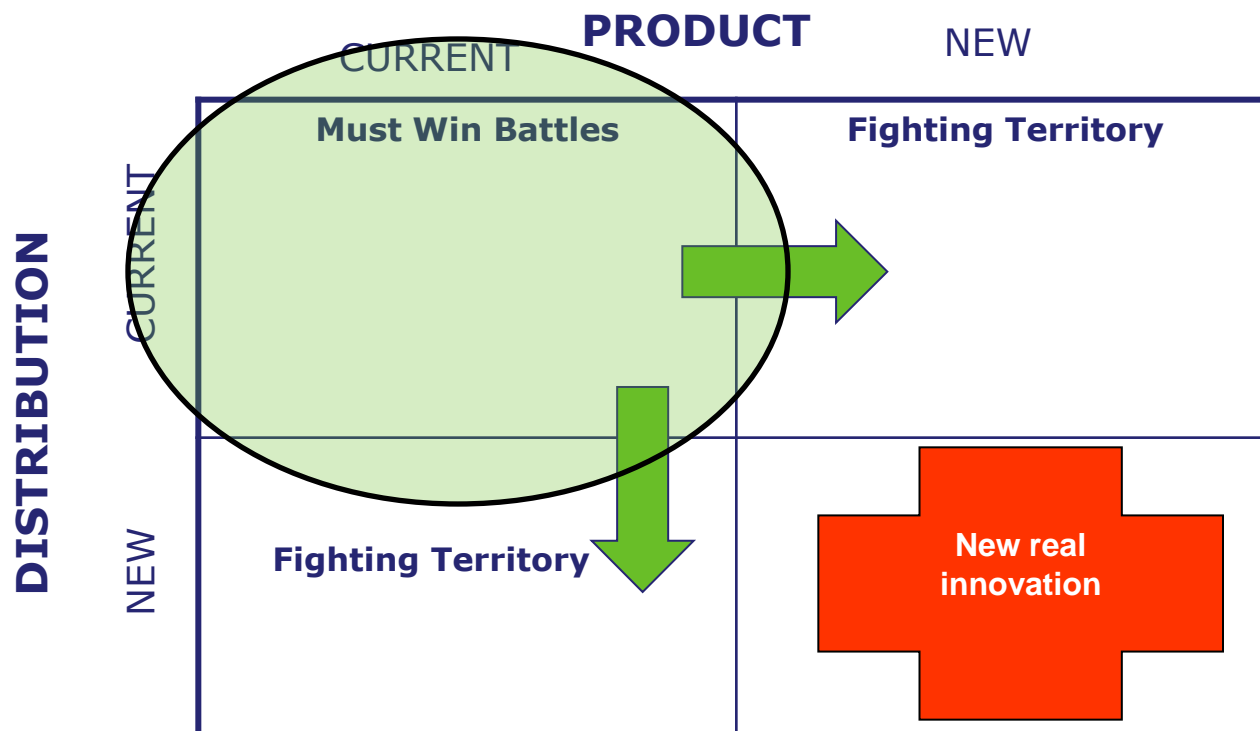 PRODUCT
CURRENT
NEW
Must Win Battles
Fighting Territory
DISTRIBUTION
CURRENT
NEW
Fighting Territory
New real
innovation